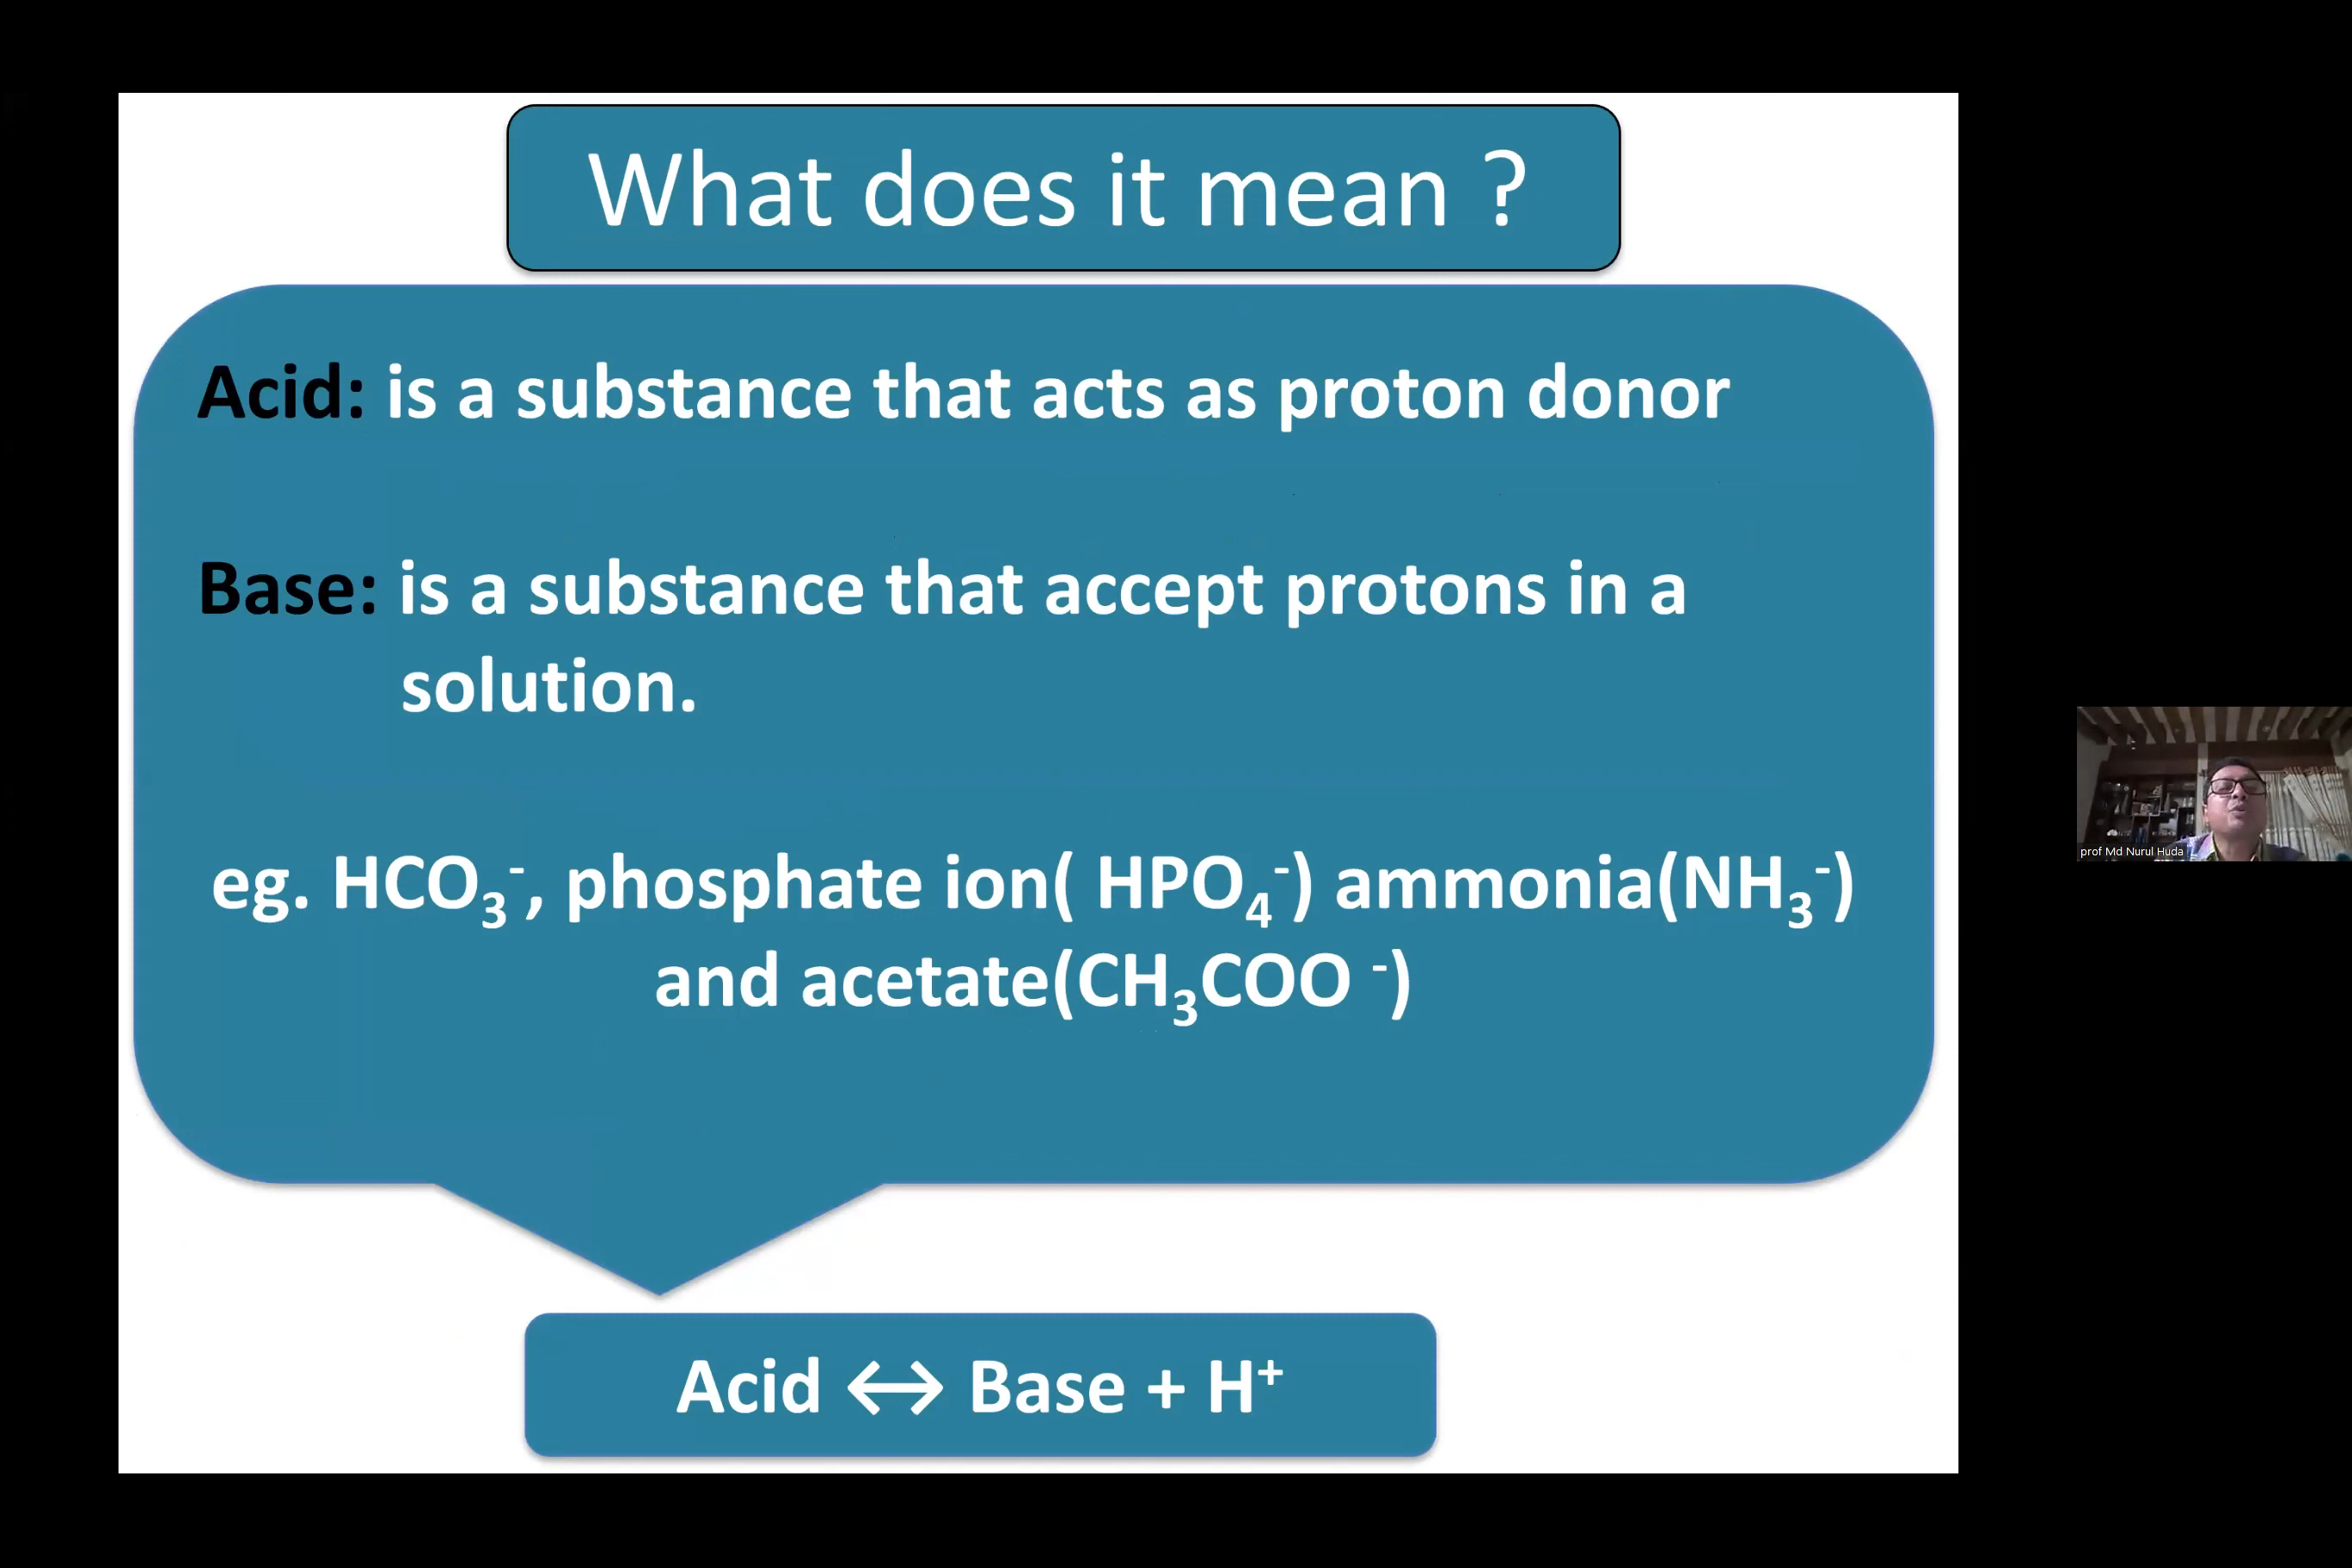 What does it mean ?
Acid: is a substance that acts as proton donor
Base: is a substance that accept protons in a
solution.
eg. HCO₃⁻, phosphate ion( HPO₄⁻) ammonia(NH₃⁻)
and acetate(CH₃COO ⁻)
prof Md Nurul Huda
Acid ↔ Base + H⁺